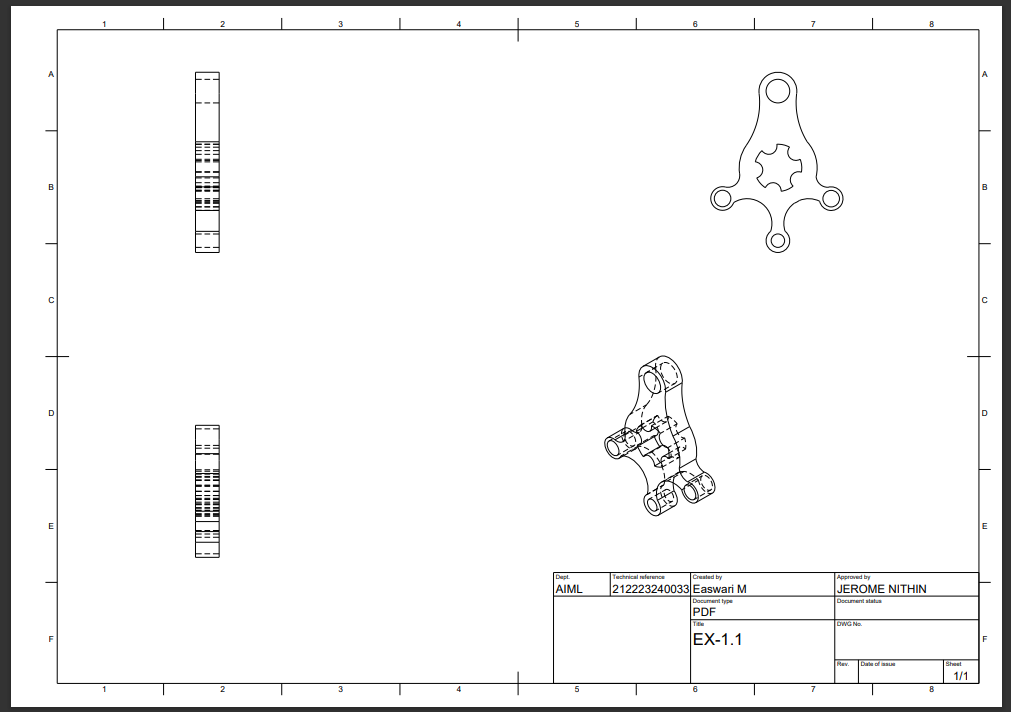 1 2 3 4 5 6 7 8
A A
B B
C C
D D
E E
F F
Dept. Technical reference Created by Approved by
AIML 212223240033 Easwari M JEROME NITHIN
Document type Document status
PDF
Title DWG No.
EX-1.1
Rev. Date of issue Sheet
1/1
1 2 3 4 5 6 7 8